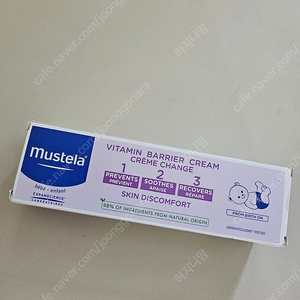 mustela
bébé - enfant
EXPANSCIENCE
LABORATOIRES
VITAMIN BARRIER CREAM
CRÈME CHANGE
1 2 3
PREVENTS SOOTHES RECOVERS
PRÉVIENT APAISE RÉPARE
SKIN DISCOMFORT
98% OF INGREDIENTS FROM NATURAL ORIGIN
FROM BIRTH ON
DERMATOLOGIST TESTED
cafe.naver.com/joonggonara